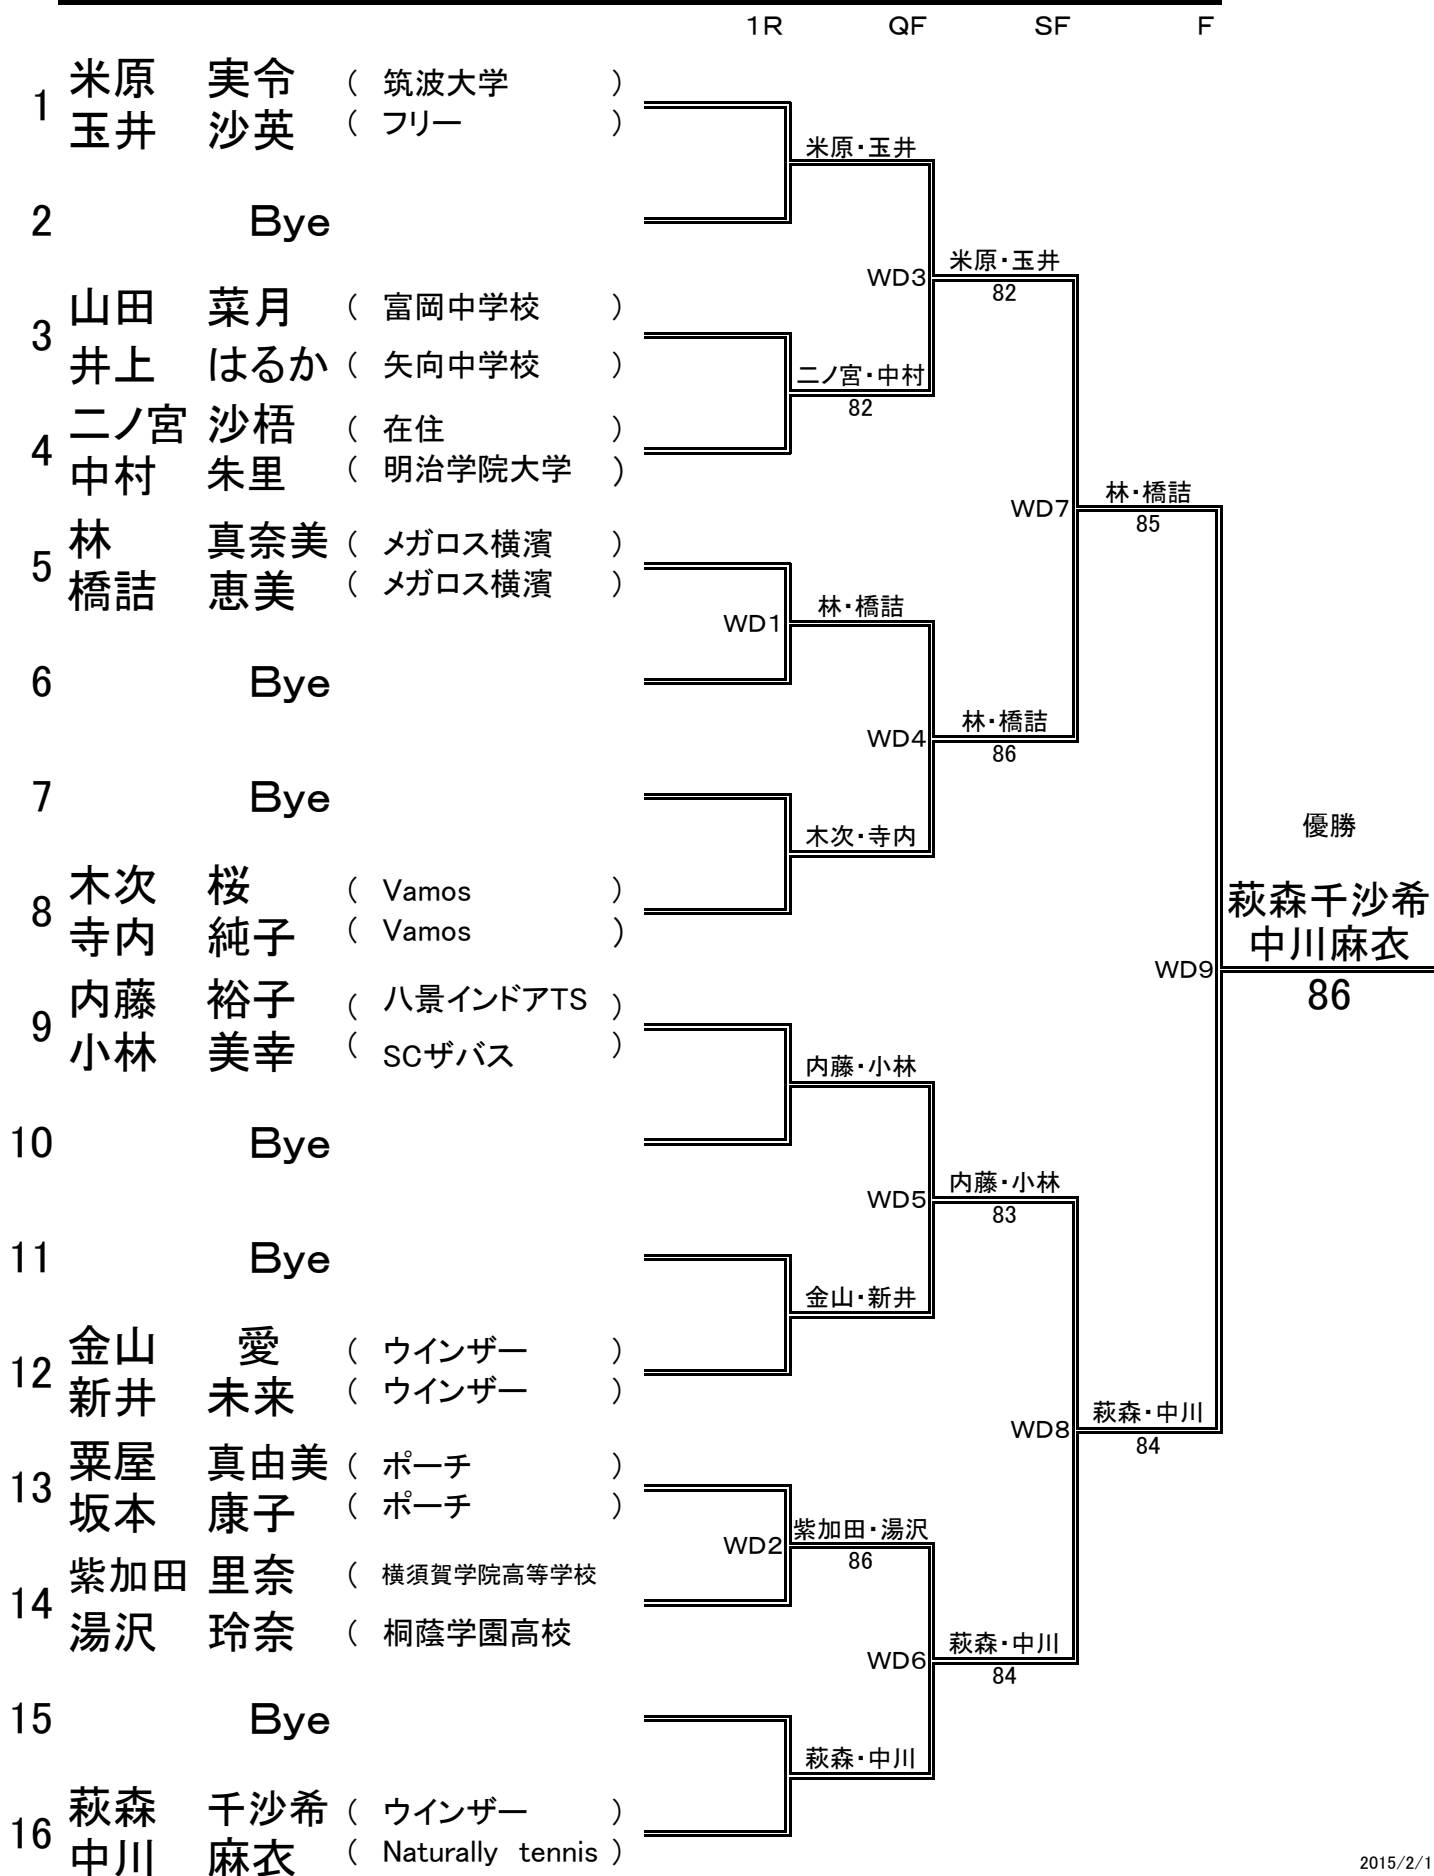 1R QF SF F
1 米原 実令 ( 筑波大学 )
玉井 沙英 ( フリー )
米原・玉井
2 Bye
WD3 米原・玉井
82
3 山田 菜月 ( 富岡中学校 )
井上 はるか ( 矢向中学校 )
二ノ宮・中村
82
4 二ノ宮 沙梧 ( 在住 )
中村 朱里 ( 明治学院大学 )
WD7 林・橋詰
85
5 林 真奈美 ( メガロス横濱 )
橋詰 恵美 ( メガロス横濱 )
WD1 林・橋詰
6 Bye
WD4 林・橋詰
86
7 Bye
木次・寺内
優勝
8 木次 桜 ( Vamos )
寺内 純子 ( Vamos )
萩森千沙希
中川麻衣
WD9
86
9 内藤 裕子 ( 八景インドアTS )
小林 美幸 ( SCザバス )
内藤・小林
10 Bye
WD5 内藤・小林
83
11 Bye
金山・新井
12 金山 愛 ( ウインザー )
新井 未来 ( ウインザー )
WD8 萩森・中川
84
13 粟屋 真由美 ( ポーチ )
坂本 康子 ( ポーチ )
WD2 紫加田・湯沢
86
14 紫加田 里奈 ( 横須賀学院高等学校
湯沢 玲奈 ( 桐蔭学園高校
WD6 萩森・中川
84
15 Bye
萩森・中川
16 萩森 千沙希 ( ウインザー )
中川 麻衣 ( Naturally tennis )
2015/2/1